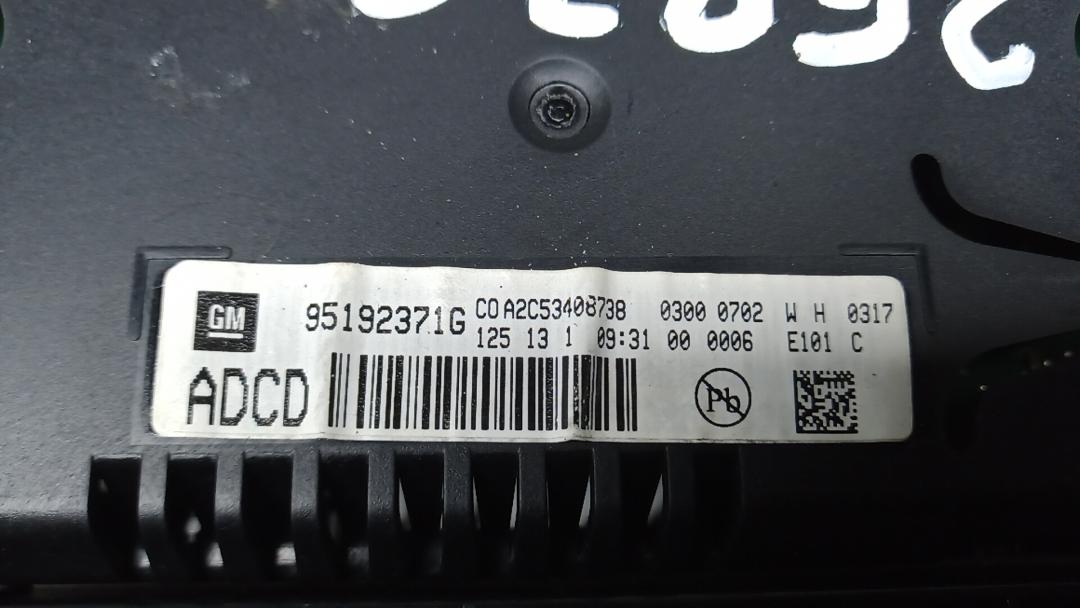 GM
95192371G
C0 A2C53408738 0300 0702 W H 0317
125 13 1 09:31 00 0006 E101 C
ADCD
Pb